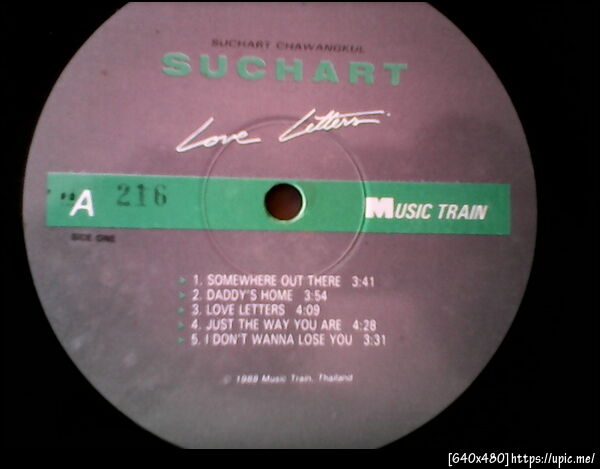 SUCHART CHAWANGKUL
SUCHART
Love Letters
A 216 MUSIC TRAIN
SIDE ONE
1. SOMEWHERE OUT THERE 3:41
2. DADDY'S HOME 3:54
3. LOVE LETTERS 4:09
4. JUST THE WAY YOU ARE 4:28
5. I DON'T WANNA LOSE YOU 3:31
© 1988 Music Train, Thailand
[640x480]https://upic.me/